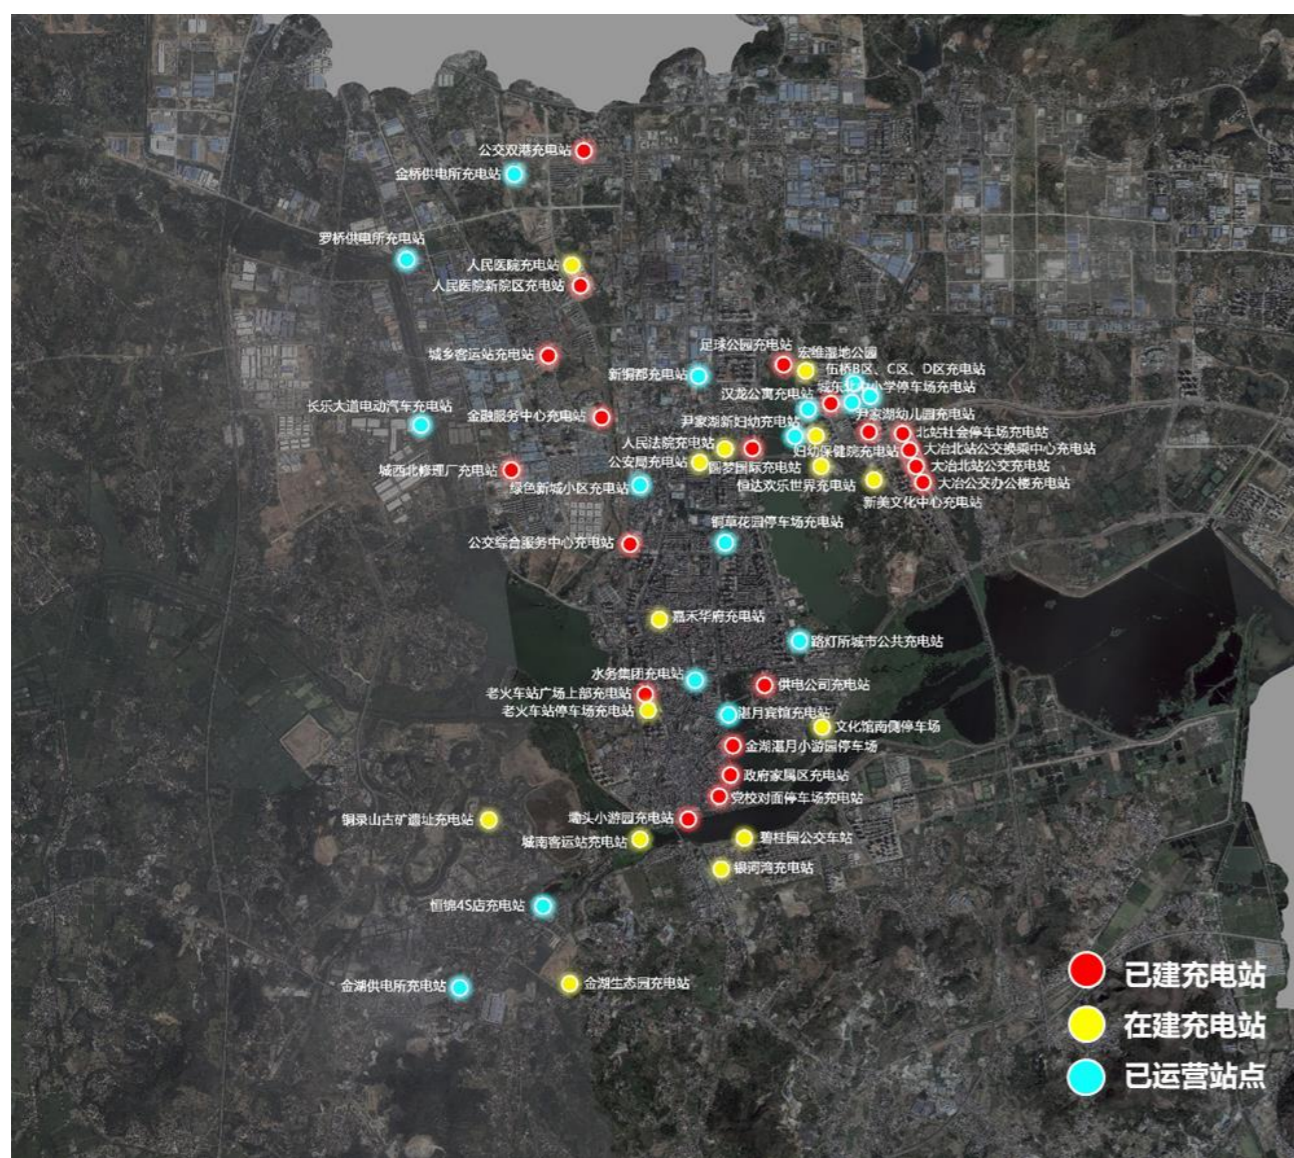 公交双港充电站
金桥供电所充电站
罗桥供电所充电站
人民医院充电站
人民医院新院区充电站
足球公园充电站
宏维湿地公园
城乡客运站充电站
伍桥B区、C区、D区充电站
新铜都充电站
城东北中小学停车场充电站
汉龙公寓充电站
长乐大道电动汽车充电站
金融服务中心充电站
尹家湖幼儿园充电站
尹家湖新妇幼充电站
北站社会停车场充电站
人民法院充电站
妇幼保健院充电站
大冶北站公交换乘中心充电站
公安局充电站
圆梦国际充电站
大冶北站公交充电站
城西北修理厂充电站
恒达欢乐世界充电站
大冶公交办公楼充电站
绿色新城小区充电站
新美文化中心充电站
铜草花园停车场充电站
公交综合服务中心充电站
嘉禾华府充电站
路灯所城市公共充电站
水务集团充电站
供电公司充电站
老火车站广场上部充电站
老火车站停车场充电站
湛月宾馆充电站
文化馆南侧停车场
金湖湛月小游园停车场
政府家属区充电站
党校对面停车场充电站
铜录山古矿遗址充电站
坳头小游园充电站
城南客运站充电站
碧桂园公交车站
银河湾充电站
恒锦4S店充电站
金湖供电所充电站
金湖生态园充电站
已建充电站
在建充电站
已运营站点